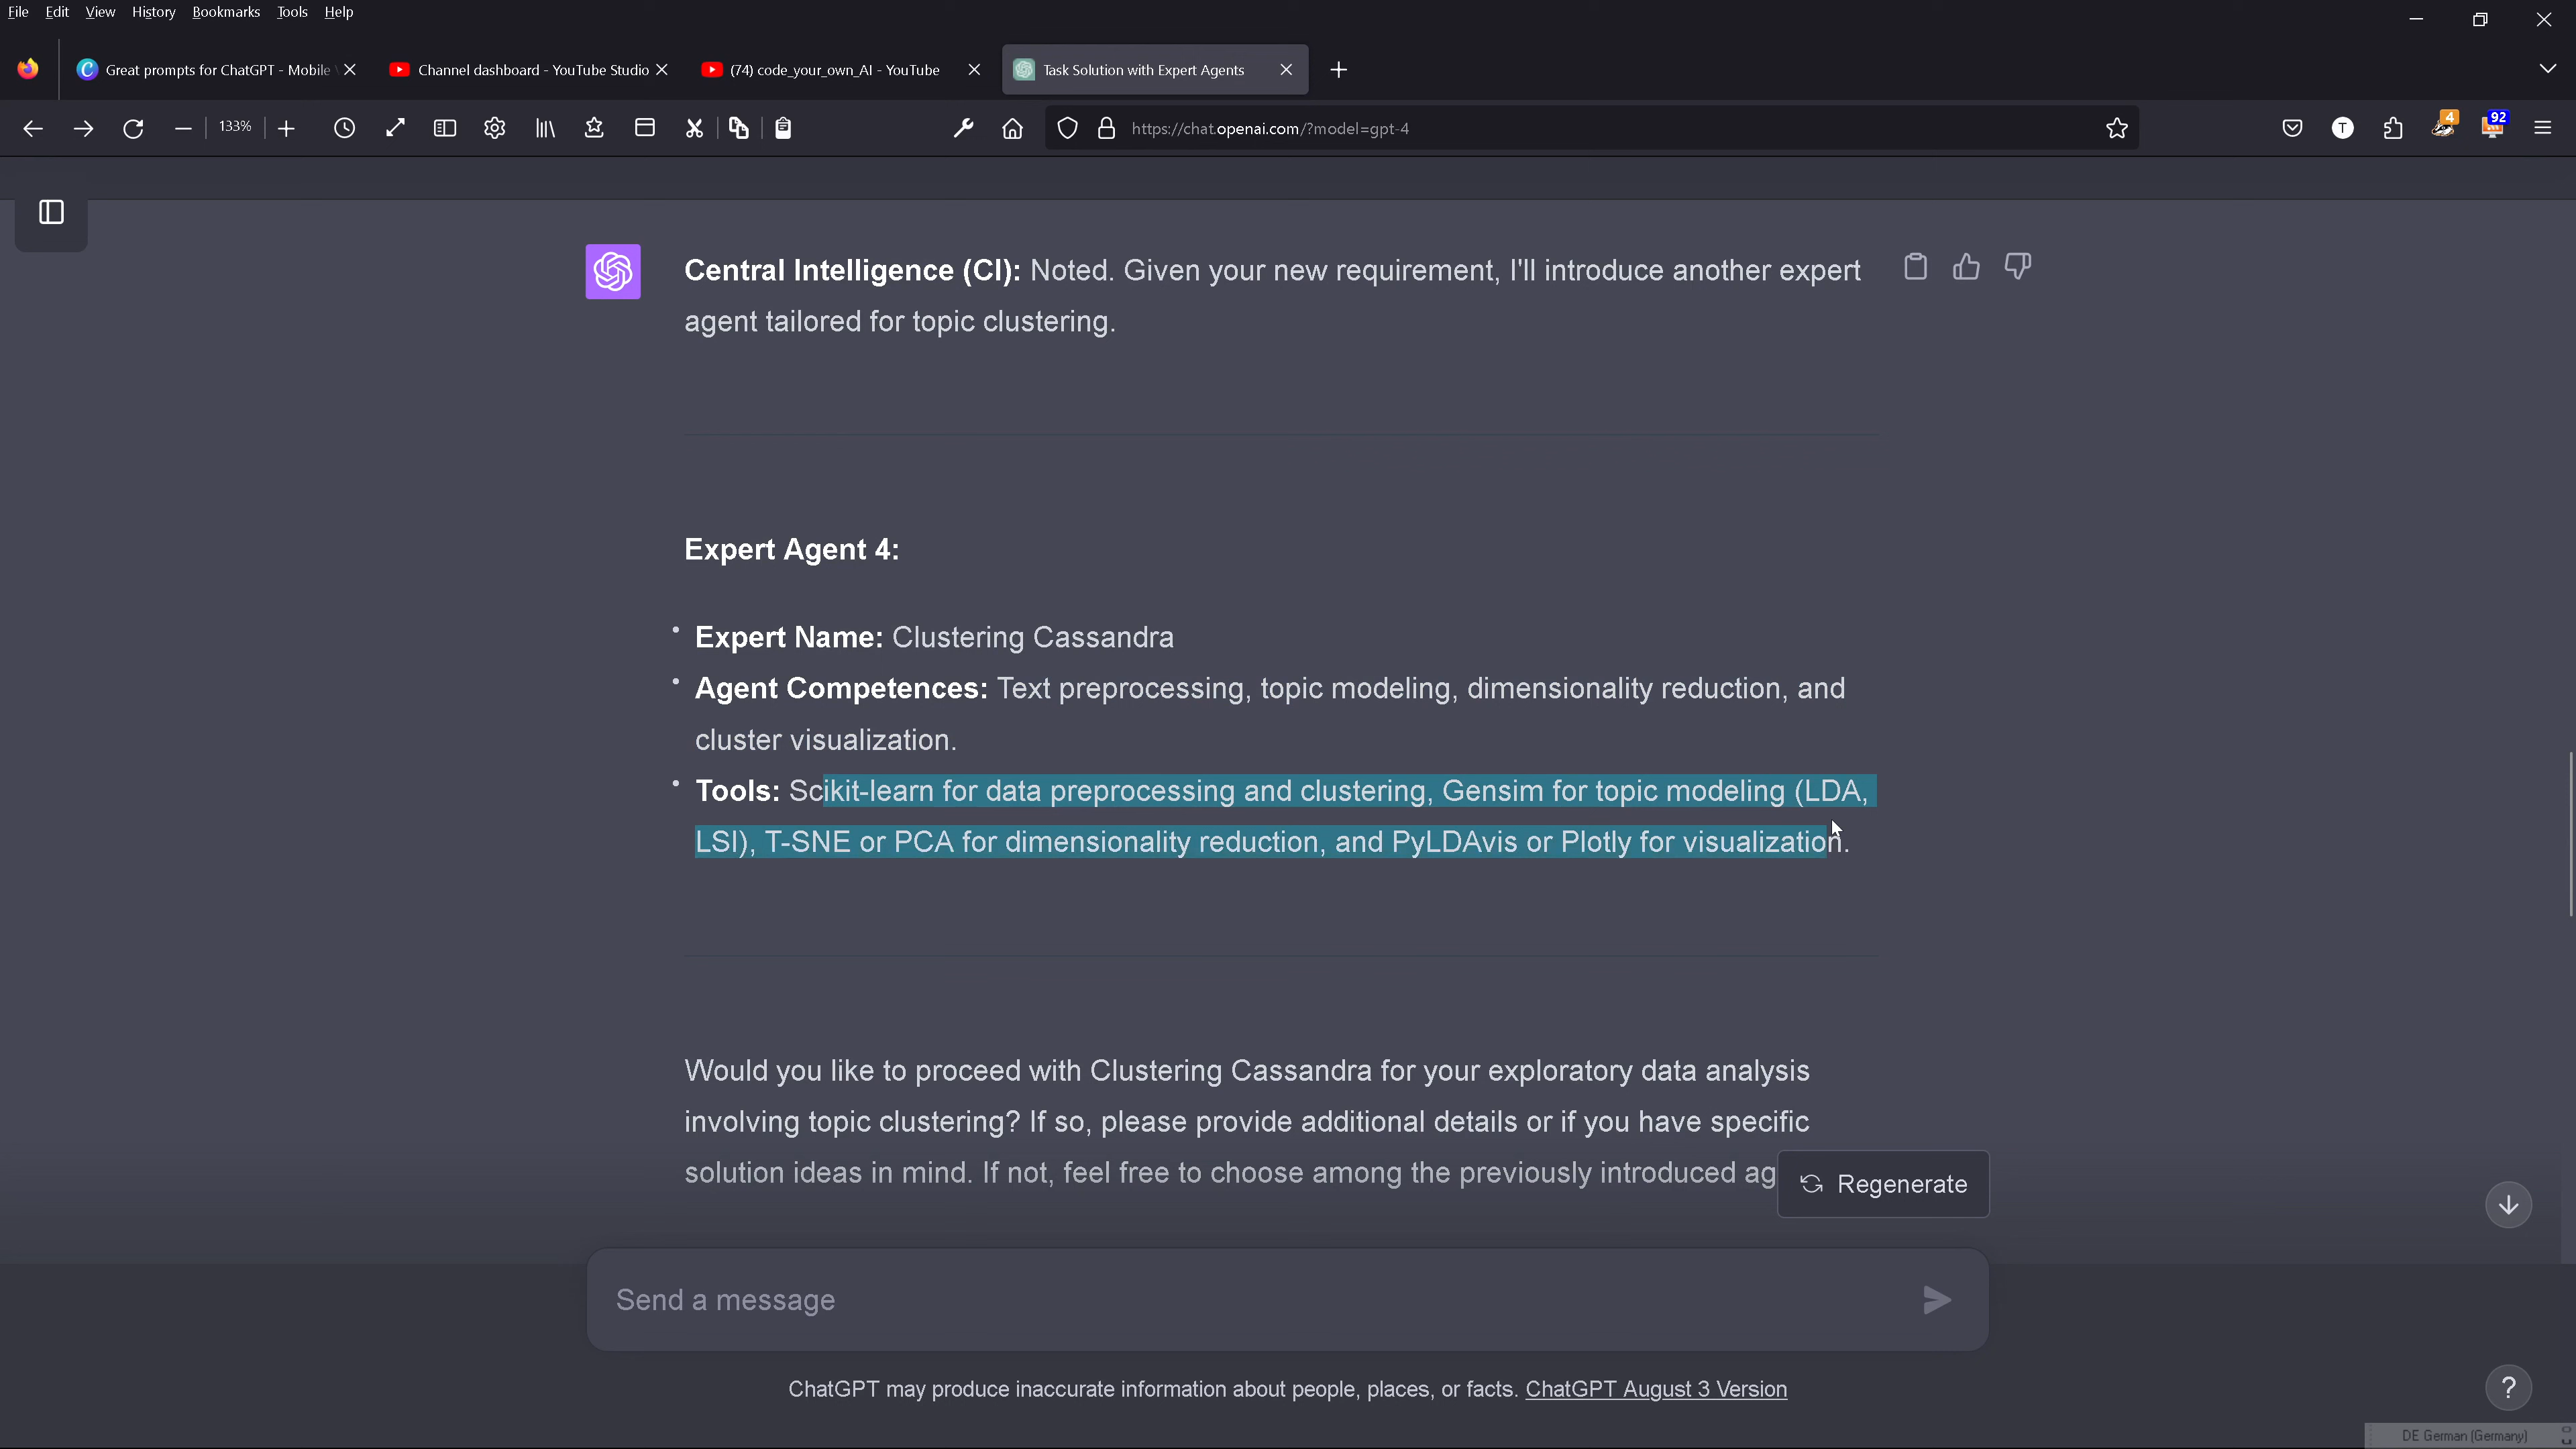 File Edit View History Bookmarks Tools Help
Great prompts for ChatGPT - Mobile
Channel dashboard - YouTube Studio
(74) code_your_own_AI - YouTube
Task Solution with Expert Agents
133%
https://chat.openai.com/?model=gpt-4
T
4
92
Central Intelligence (CI): Noted. Given your new requirement, I'll introduce another expert
agent tailored for topic clustering.
Expert Agent 4:
• Expert Name: Clustering Cassandra
• Agent Competences: Text preprocessing, topic modeling, dimensionality reduction, and
cluster visualization.
• Tools: Scikit-learn for data preprocessing and clustering, Gensim for topic modeling (LDA,
LSI), T-SNE or PCA for dimensionality reduction, and PyLDAvis or Plotly for visualization.
Would you like to proceed with Clustering Cassandra for your exploratory data analysis
involving topic clustering? If so, please provide additional details or if you have specific
solution ideas in mind. If not, feel free to choose among the previously introduced ag
Regenerate
Send a message
ChatGPT may produce inaccurate information about people, places, or facts. ChatGPT August 3 Version
?
DE German (Germany)